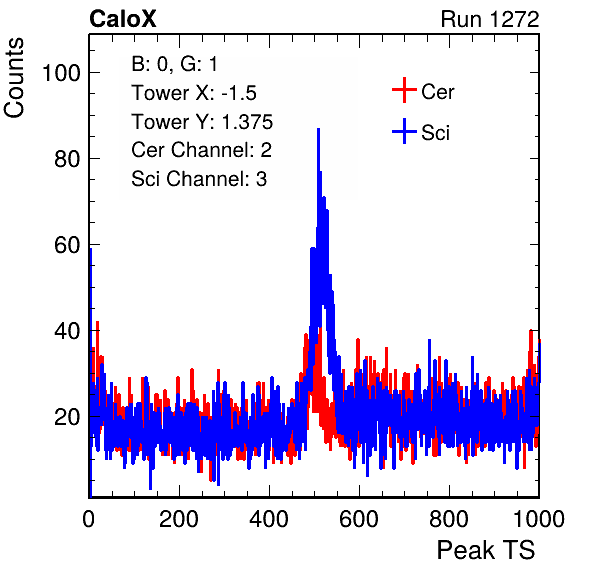 CaloX Run 1272
Counts
B: 0, G: 1
Tower X: -1.5
Tower Y: 1.375
Cer Channel: 2
Sci Channel: 3
Cer
Sci
100
80
60
40
20
0 200 400 600 800 1000
Peak TS